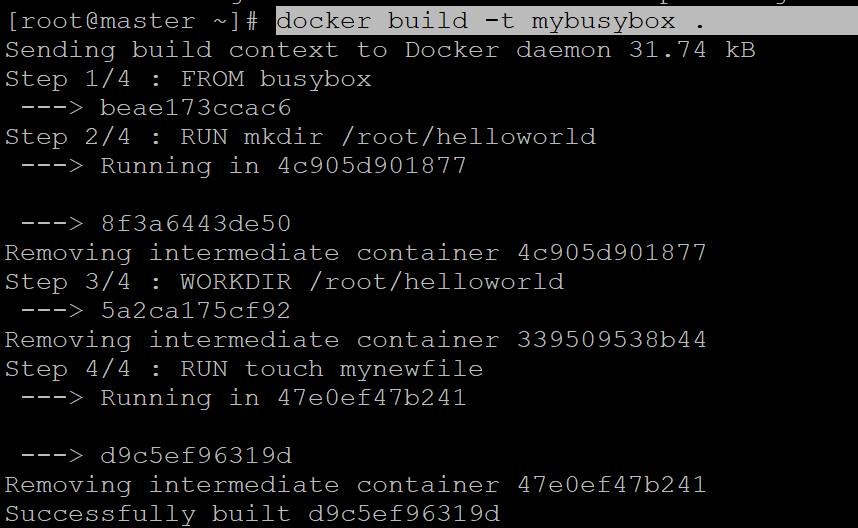 [root@master ~]# docker build -t mybusybox .
Sending build context to Docker daemon 31.74 kB
Step 1/4 : FROM busybox
 ---> beae173ccac6
Step 2/4 : RUN mkdir /root/helloworld
 ---> Running in 4c905d901877

 ---> 8f3a6443de50
Removing intermediate container 4c905d901877
Step 3/4 : WORKDIR /root/helloworld
 ---> 5a2ca175cf92
Removing intermediate container 339509538b44
Step 4/4 : RUN touch mynewfile
 ---> Running in 47e0ef47b241

 ---> d9c5ef96319d
Removing intermediate container 47e0ef47b241
Successfully built d9c5ef96319d